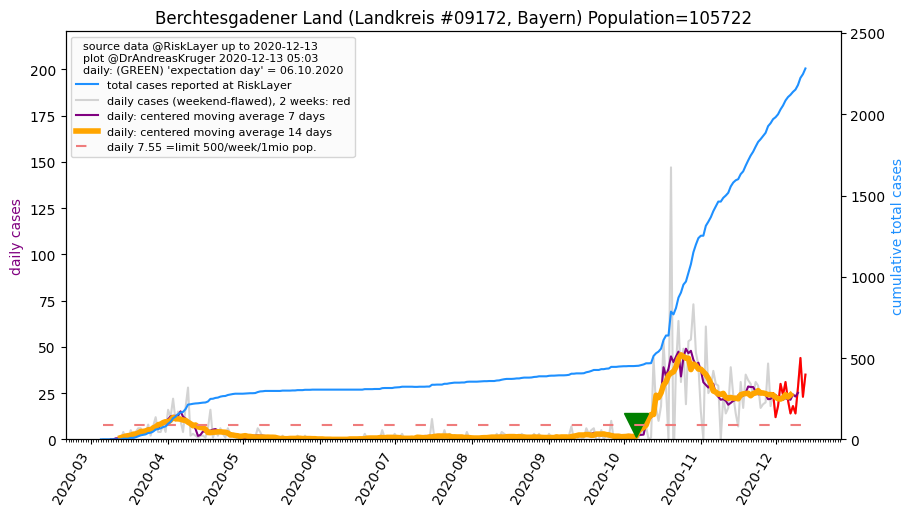 Berchtesgadener Land (Landkreis #09172, Bayern) Population=105722
source data @RiskLayer up to 2020-12-13
plot @DrAndreasKruger 2020-12-13 05:03
daily: (GREEN) 'expectation day' = 06.10.2020
total cases reported at RiskLayer
daily cases (weekend-flawed), 2 weeks: red
daily: centered moving average 7 days
daily: centered moving average 14 days
daily 7.55 =limit 500/week/1mio pop.
daily cases
200
175
150
125
100
75
50
25
0
2500
2000
1500
1000
500
0
cumulative total cases
2020-03
2020-04
2020-05
2020-06
2020-07
2020-08
2020-09
2020-10
2020-11
2020-12